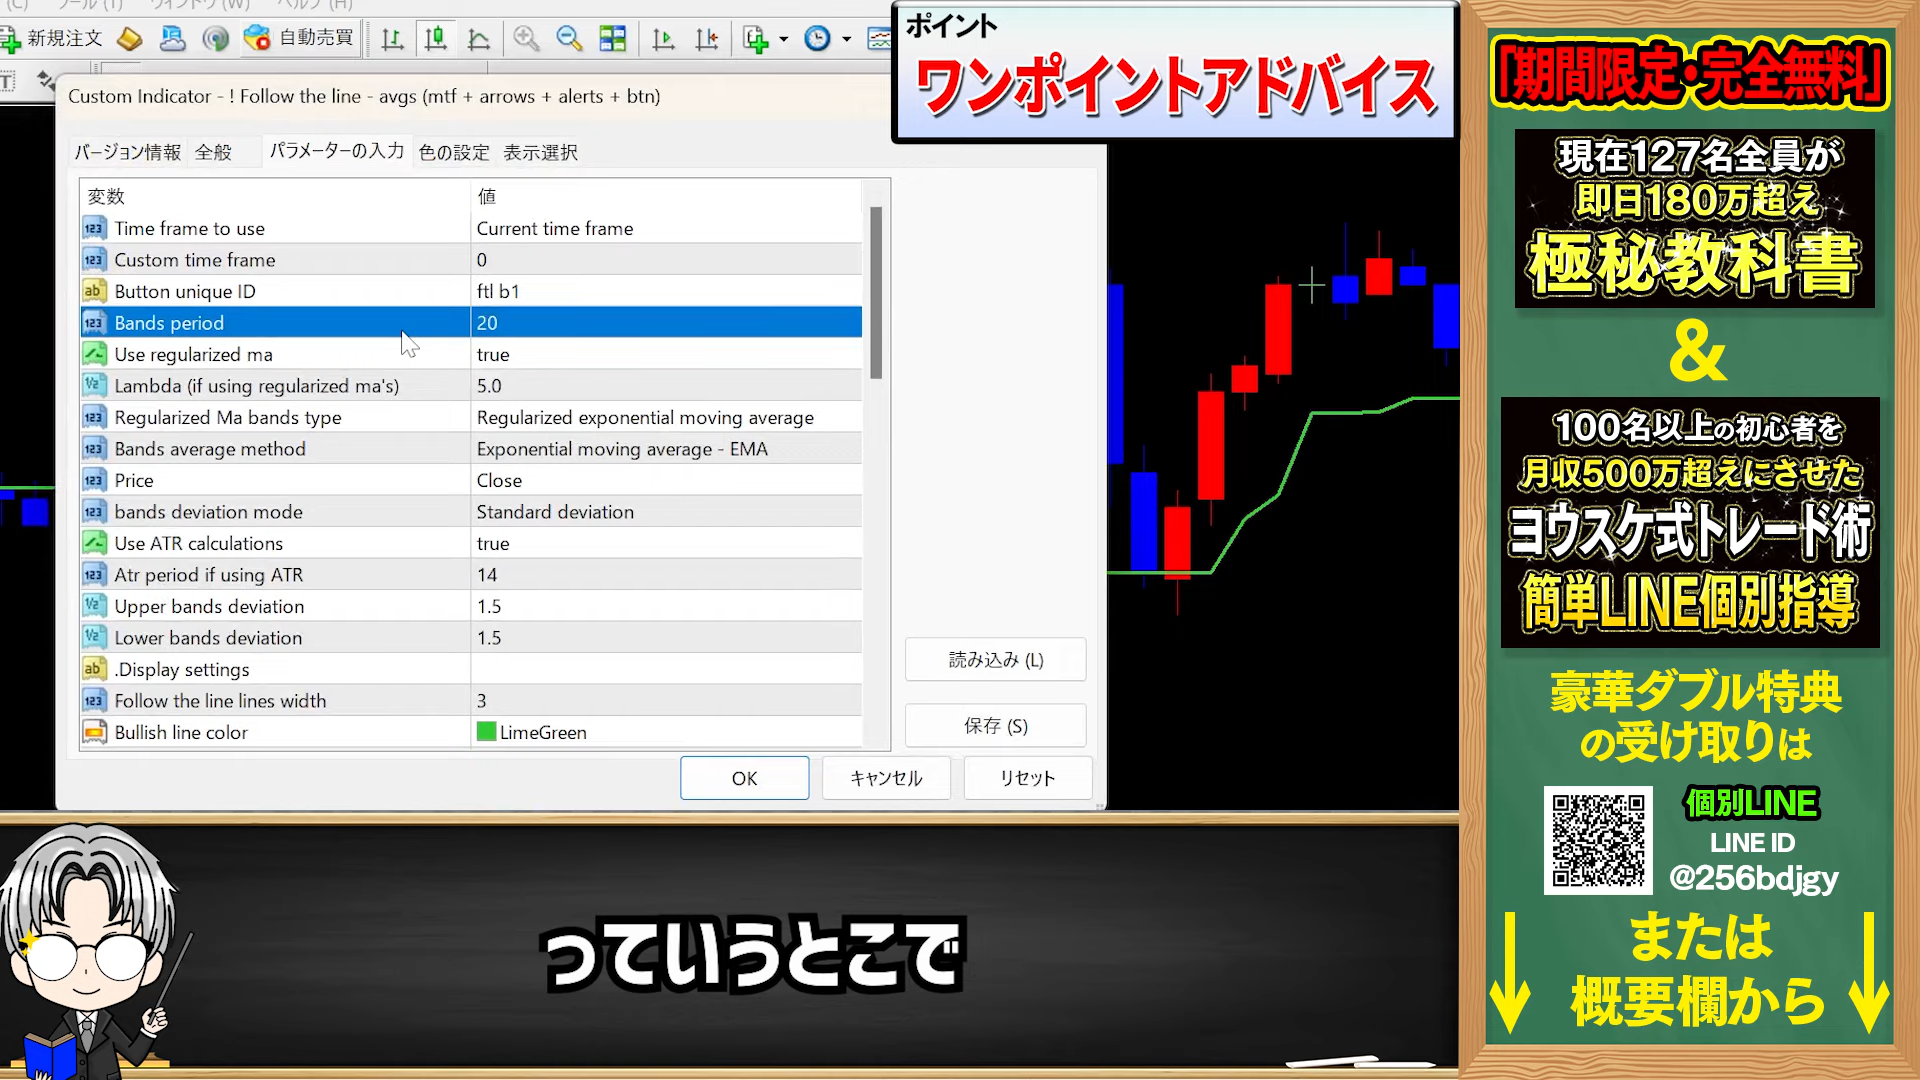 ツール (T) ウィンドウ (W) ヘルプ (H)
新規注文
自動売買
ポイント
ワンポイントアドバイス
Custom Indicator - ! Follow the line - avgs (mtf + arrows + alerts + btn)
バージョン情報 全般 パラメーターの入力 色の設定 表示選択
変数 値
Time frame to use Current time frame
Custom time frame 0
Button unique ID ftl b1
Bands period 20
Use regularized ma true
Lambda (if using regularized ma's) 5.0
Regularized Ma bands type Regularized exponential moving average
Bands average method Exponential moving average - EMA
Price Close
bands deviation mode Standard deviation
Use ATR calculations true
Atr period if using ATR 14
Upper bands deviation 1.5
Lower bands deviation 1.5
.Display settings
Follow the line lines width 3
Bullish line color LimeGreen
読み込み (L)
保存 (S)
OK キャンセル リセット
っていうとこで
「期間限定・完全無料」
現在127名全員が
即日180万超え
極秘教科書
&
100名以上の初心者を
月収500万超えにさせた
ヨウスケ式トレード術
簡単LINE個別指導
豪華ダブル特典
の受け取りは
個別LINE
LINE ID
@256bdjgy
または
概要欄から